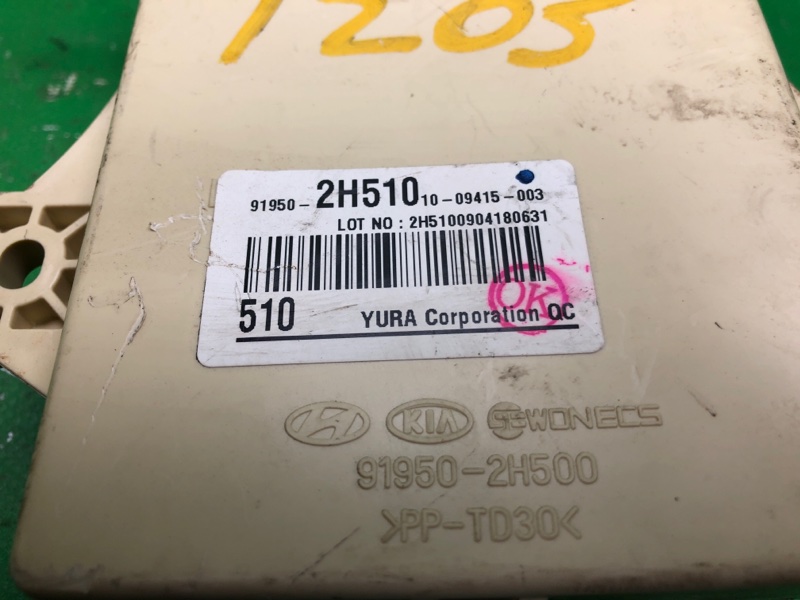 1205
91950- 2H510 10-09415-003
LOT NO : 2H5100904180631
510 YURA Corporation QC
OK
KIA SEWONECS
91950-2H500
>PP-TD30<